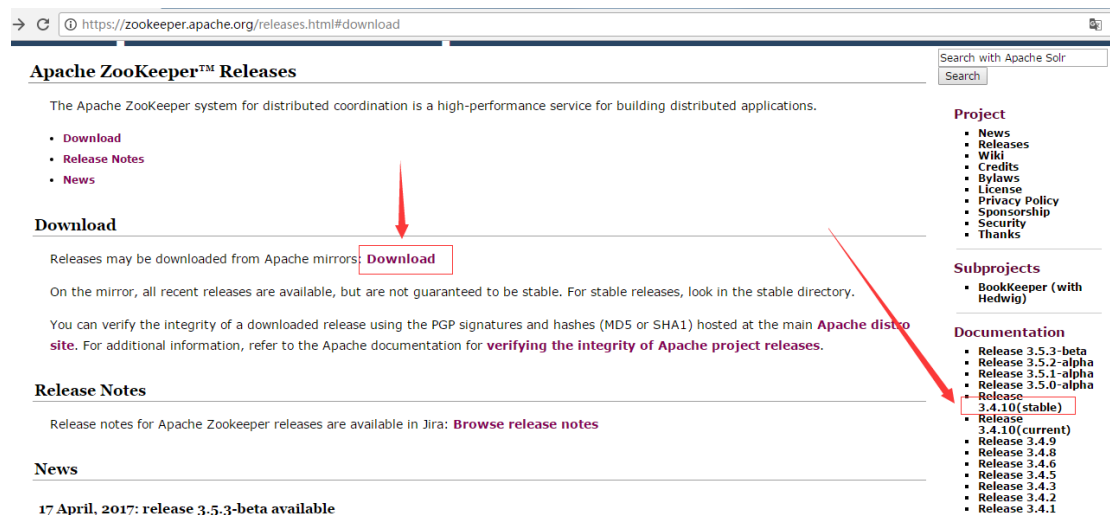 https://zookeeper.apache.org/releases.html#download
Apache ZooKeeper™ Releases
The Apache ZooKeeper system for distributed coordination is a high-performance service for building distributed applications.
Download
Release Notes
News
Download
Releases may be downloaded from Apache mirrors: Download
On the mirror, all recent releases are available, but are not guaranteed to be stable. For stable releases, look in the stable directory.
You can verify the integrity of a downloaded release using the PGP signatures and hashes (MD5 or SHA1) hosted at the main Apache distro
site. For additional information, refer to the Apache documentation for verifying the integrity of Apache project releases.
Release Notes
Release notes for Apache Zookeeper releases are available in Jira: Browse release notes
News
17 April, 2017: release 3.5.3-beta available
Search with Apache Solr
Search
Project
News
Releases
Wiki
Credits
Bylaws
License
Privacy Policy
Sponsorship
Security
Thanks
Subprojects
BookKeeper (with
Hedwig)
Documentation
Release 3.5.3-beta
Release 3.5.2-alpha
Release 3.5.1-alpha
Release 3.5.0-alpha
Release
3.4.10(stable)
Release
3.4.10(current)
Release 3.4.9
Release 3.4.8
Release 3.4.6
Release 3.4.5
Release 3.4.3
Release 3.4.2
Release 3.4.1